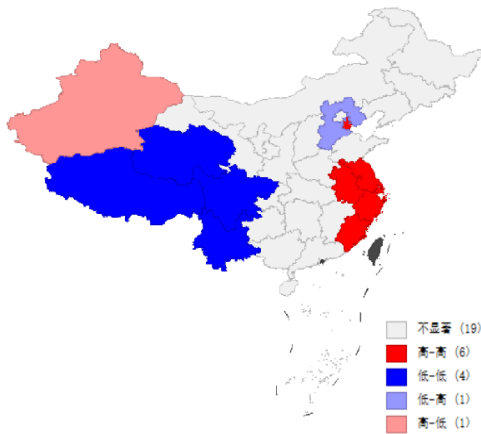 不显著 (19)
高-高 (6)
低-低 (4)
低-高 (1)
高-低 (1)